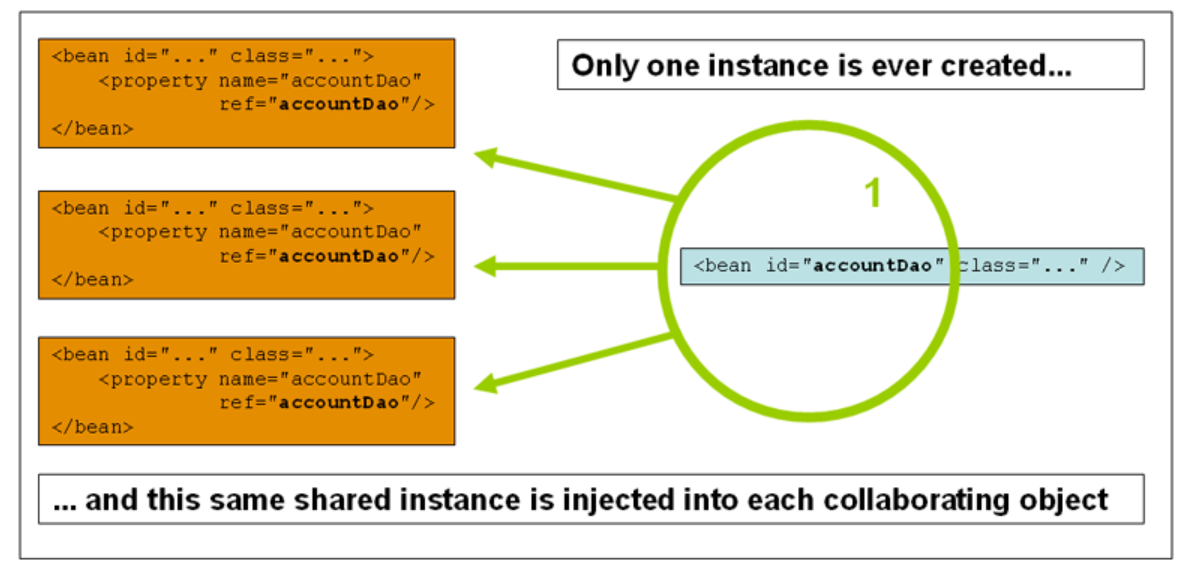 <bean id="..." class="...">
    <property name="accountDao"
              ref="accountDao"/>
</bean>
Only one instance is ever created...
<bean id="..." class="...">
    <property name="accountDao"
              ref="accountDao"/>
</bean>
1
<bean id="accountDao" class="..." />
<bean id="..." class="...">
    <property name="accountDao"
              ref="accountDao"/>
</bean>
... and this same shared instance is injected into each collaborating object